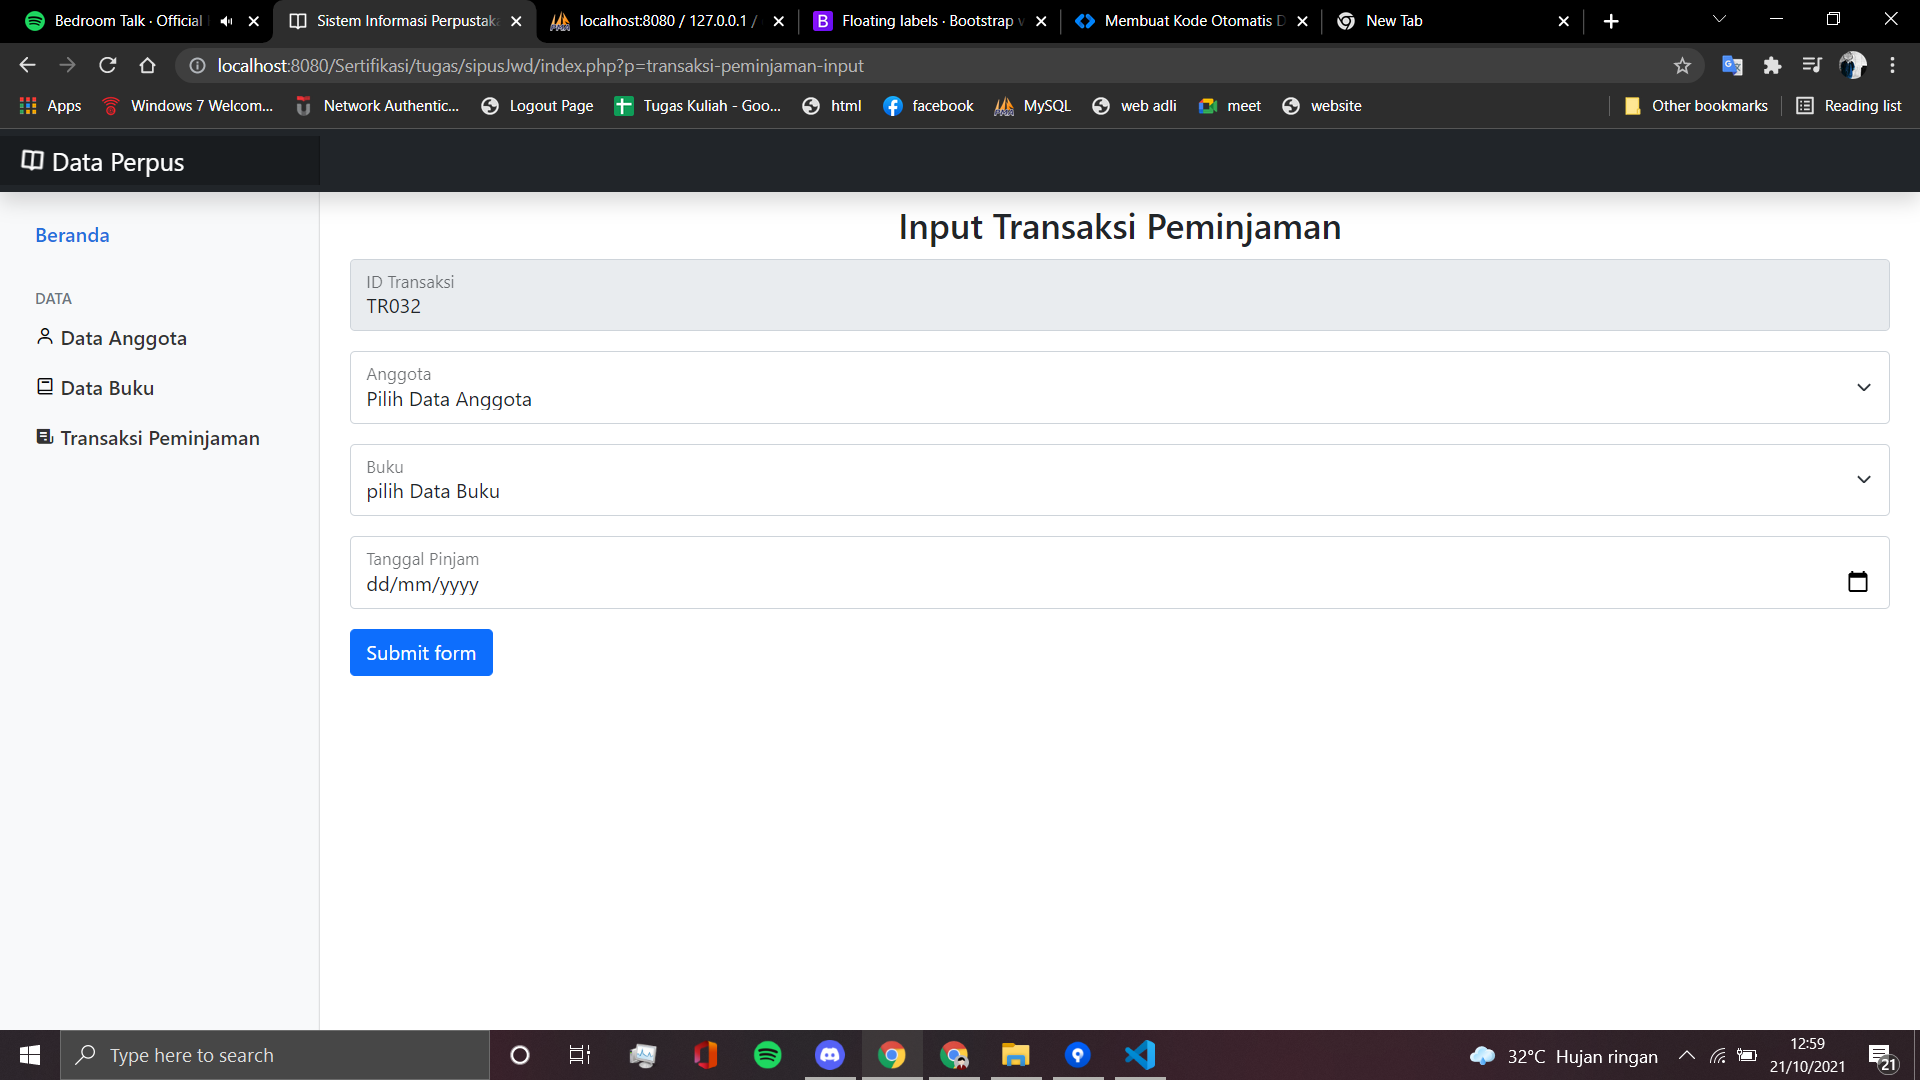 Bedroom Talk · Official
Sistem Informasi Perpustaka
localhost:8080 / 127.0.0.1 /
Floating labels · Bootstrap v
Membuat Kode Otomatis D
New Tab
localhost:8080/Sertifikasi/tugas/sipusJwd/index.php?p=transaksi-peminjaman-input
Apps
Windows 7 Welcom...
Network Authentic...
Logout Page
Tugas Kuliah - Goo...
html
facebook
MySQL
web adli
meet
website
Other bookmarks
Reading list
Data Perpus
Beranda
DATA
Data Anggota
Data Buku
Transaksi Peminjaman
Input Transaksi Peminjaman
ID Transaksi
TR032
Anggota
Pilih Data Anggota
Buku
pilih Data Buku
Tanggal Pinjam
dd/mm/yyyy
Submit form
Type here to search
32°C Hujan ringan
12:59
21/10/2021
21